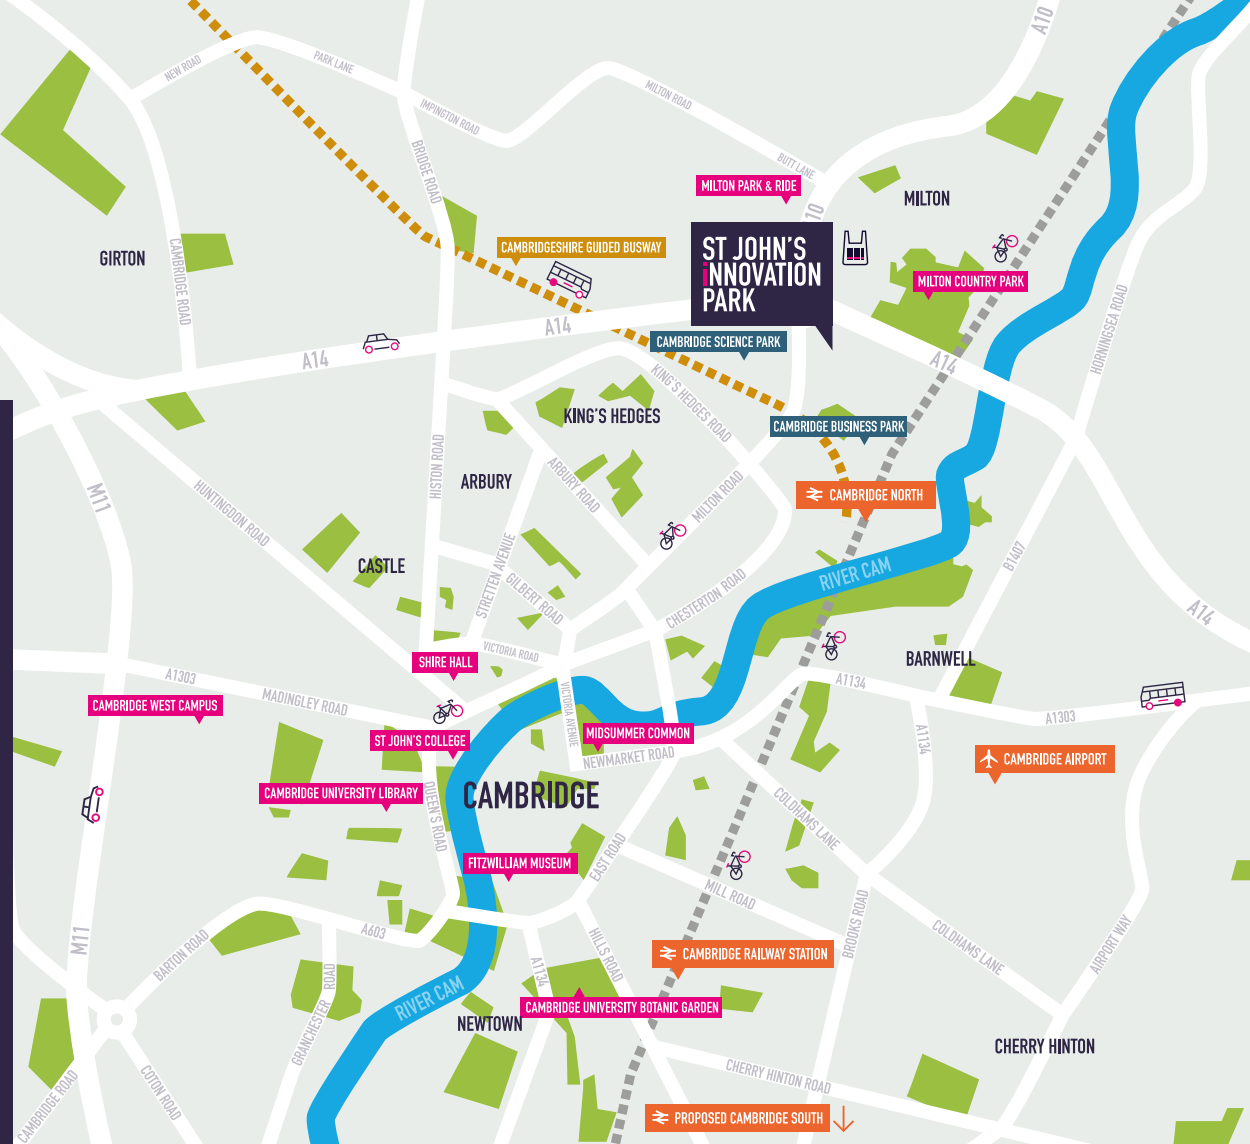 A10
NEW ROAD
PARK LANE
IMPINGTON ROAD
MILTON ROAD
BUTT LANE
BRIDGE ROAD
MILTON PARK & RIDE
MILTON
10
GIRTON
CAMBRIDGE ROAD
CAMBRIDGESHIRE GUIDED BUSWAY
ST JOHN'S
iNNOVATION
PARK
MILTON COUNTRY PARK
HORNINGSEA ROAD
A14
A14
CAMBRIDGE SCIENCE PARK
A14
KING'S HEDGES ROAD
KING'S HEDGES
CAMBRIDGE BUSINESS PARK
HISTON ROAD
ARBURY
ARBURY ROAD
MILTON ROAD
CAMBRIDGE NORTH
M11
HUNTINGDON ROAD
CASTLE
STRETTEN AVENUE
GILBERT ROAD
CHESTERTON ROAD
RIVER CAM
B1407
A14
VICTORIA ROAD
SHIRE HALL
BARNWELL
A1303
MADINGLEY ROAD
A1134
CAMBRIDGE WEST CAMPUS
VICTORIA AVENUE
A1303
ST JOHN'S COLLEGE
MIDSUMMER COMMON
A1134
NEWMARKET ROAD
CAMBRIDGE AIRPORT
CAMBRIDGE UNIVERSITY LIBRARY
CAMBRIDGE
QUEEN'S ROAD
COLDHAMS LANE
FITZWILLIAM MUSEUM
EAST ROAD
MILL ROAD
BROOKS ROAD
COLDHAMS LANE
AIRPORT WAY
M11
BARTON ROAD
A603
HILLS ROAD
A1134
CAMBRIDGE RAILWAY STATION
RIVER CAM
CAMBRIDGE UNIVERSITY BOTANIC GARDEN
NEWTOWN
GRANCHESTER ROAD
CHERRY HINTON
CHERRY HINTON ROAD
CAMBRIDGE ROAD
COTON ROAD
PROPOSED CAMBRIDGE SOUTH